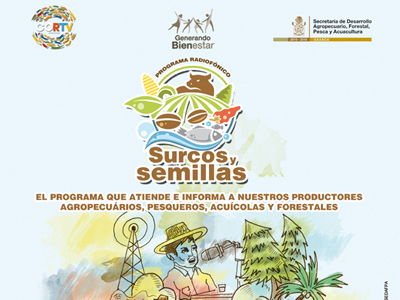 CORTV
Generando
Bienestar
Secretaría de Desarrollo
Agropecuario, Forestal,
Pesca y Acuacultura
PROGRAMA RADIOFÓNICO
Surcos y,
semillas
EL PROGRAMA QUE ATIENDE E INFORMA A NUESTROS PRODUCTORES
AGROPECUÁRIOS, PESQUEROS, ACUÍCOLAS Y FORESTALES